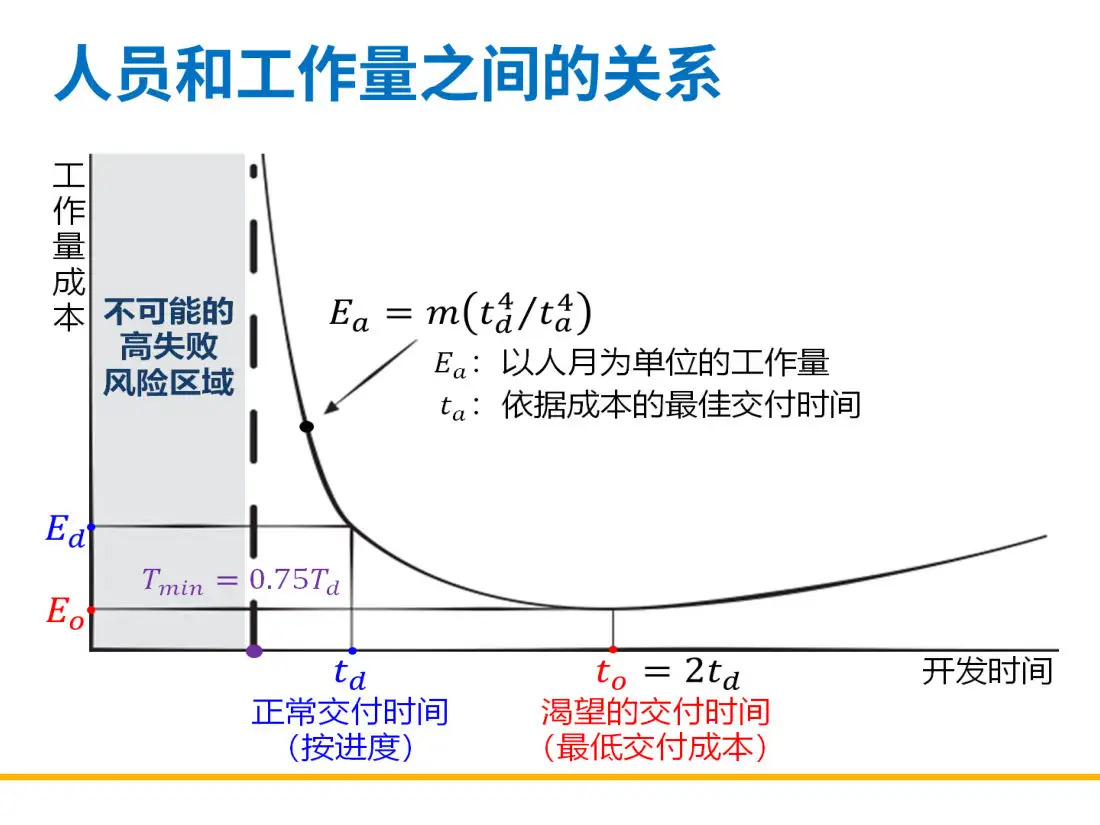 人员和工作量之间的关系
工作量成本
不可能的
高失败
风险区域
E_a = m(t_d^4/t_a^4)
E_a：以人月为单位的工作量
t_a：依据成本的最佳交付时间
E_d
T_min = 0.75T_d
E_o
t_d
t_o = 2t_d
开发时间
正常交付时间
（按进度）
渴望的交付时间
（最低交付成本）